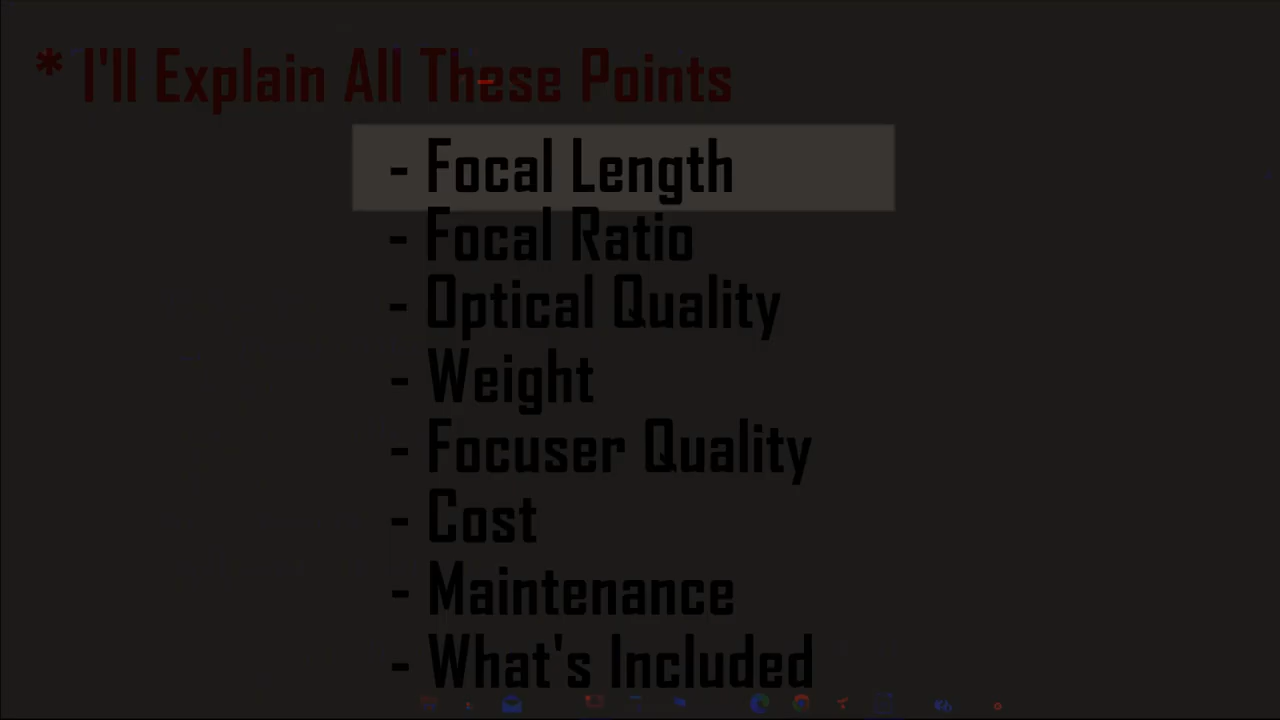 * I'll Explain All These Points
- Focal Length
- Focal Ratio
- Optical Quality
- Weight
- Focuser Quality
- Cost
- Maintenance
- What's Included